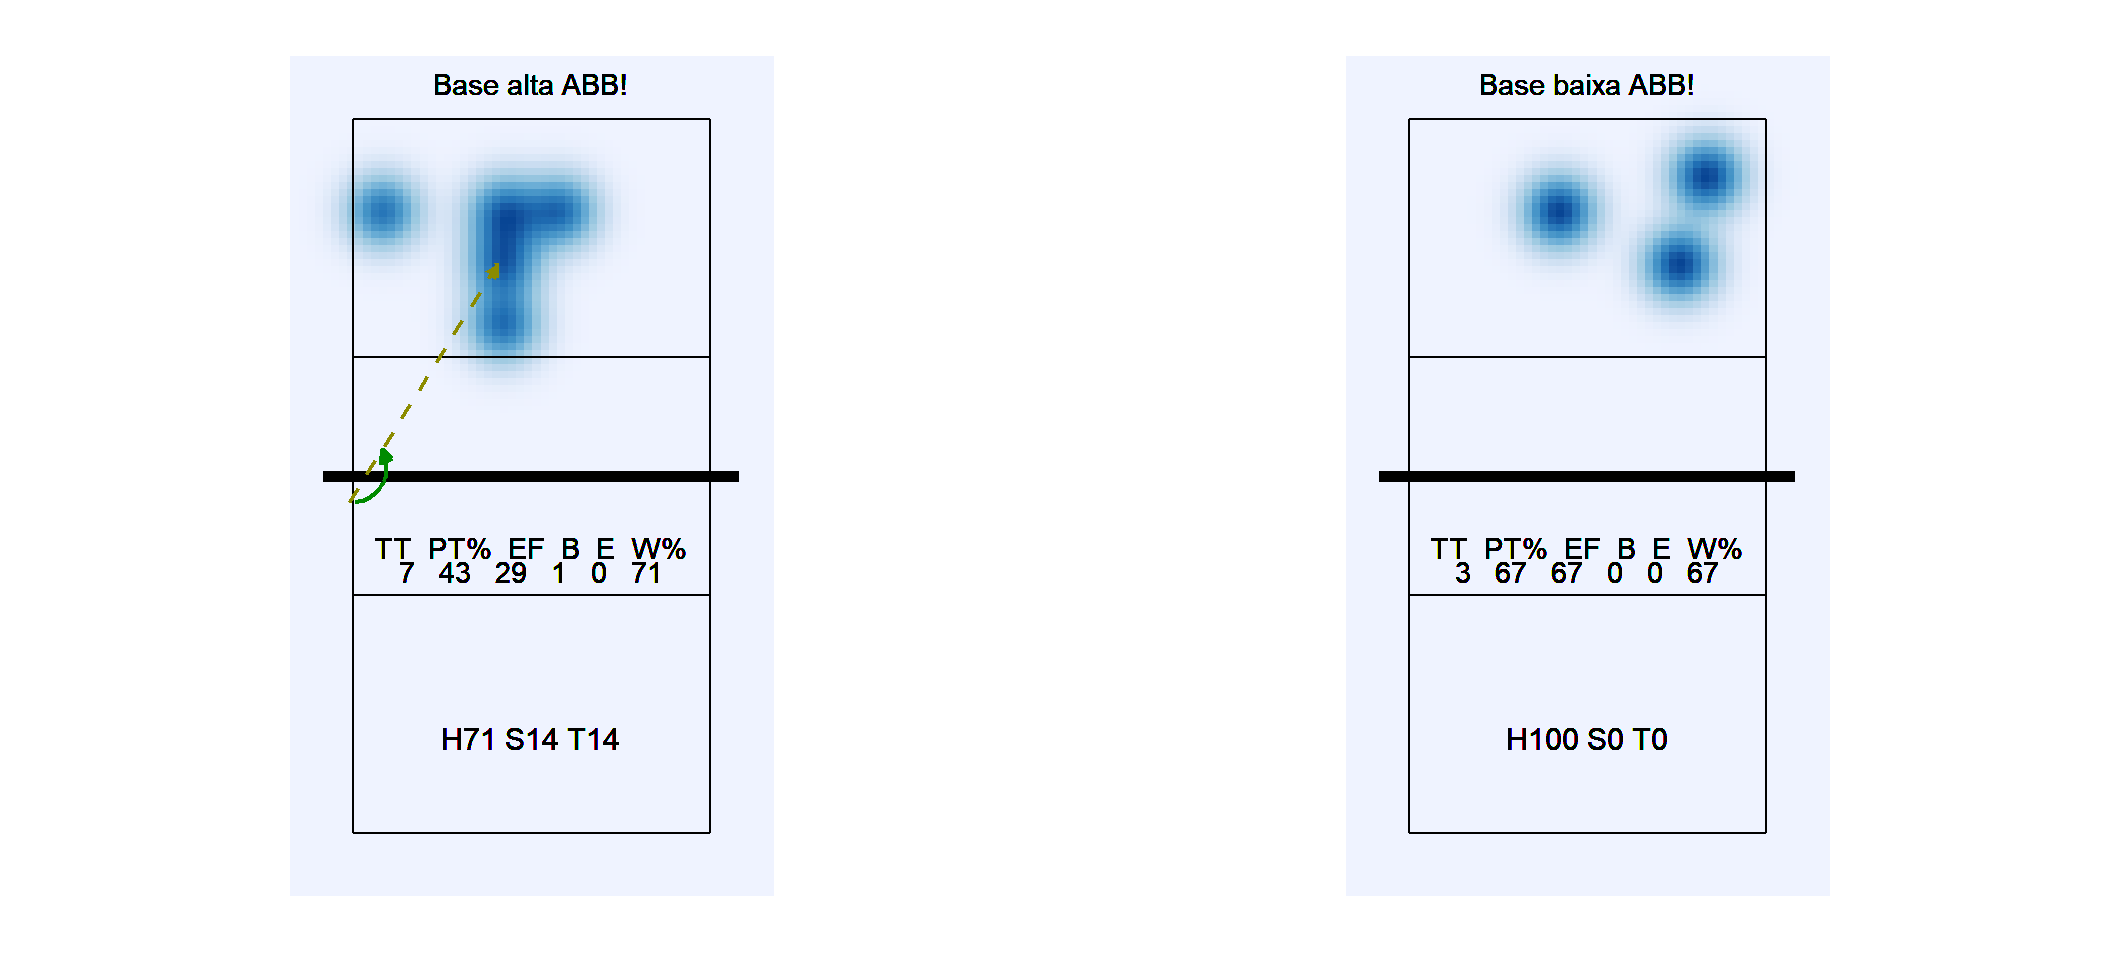 Base alta ABB!
TT PT% EF B E W%
7 43 29 1 0 71
H71 S14 T14
Base baixa ABB!
TT PT% EF B E W%
3 67 67 0 0 67
H100 S0 T0